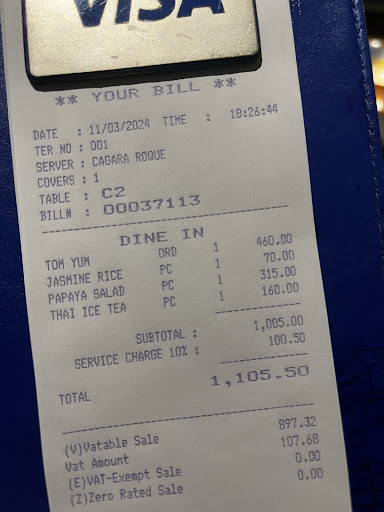 VISA
** YOUR BILL **
DATE : 11/03/2024 TIME : 18:26:44
TER NO : 001
SERVER : CAGARA ROQUE
COVERS : 1
TABLE : C2
BILL# : 00037113
DINE IN
TOM YUM ORD 1 460.00
JASMINE RICE PC 1 70.00
PAPAYA SALAD PC 1 315.00
THAI ICE TEA PC 1 160.00
SUBTOTAL : 1,005.00
SERVICE CHARGE 10% : 100.50
TOTAL 1,105.50
(V)Vatable Sale 897.32
Vat Amount 107.68
(E)VAT-Exempt Sale 0.00
(Z)Zero Rated Sale 0.00